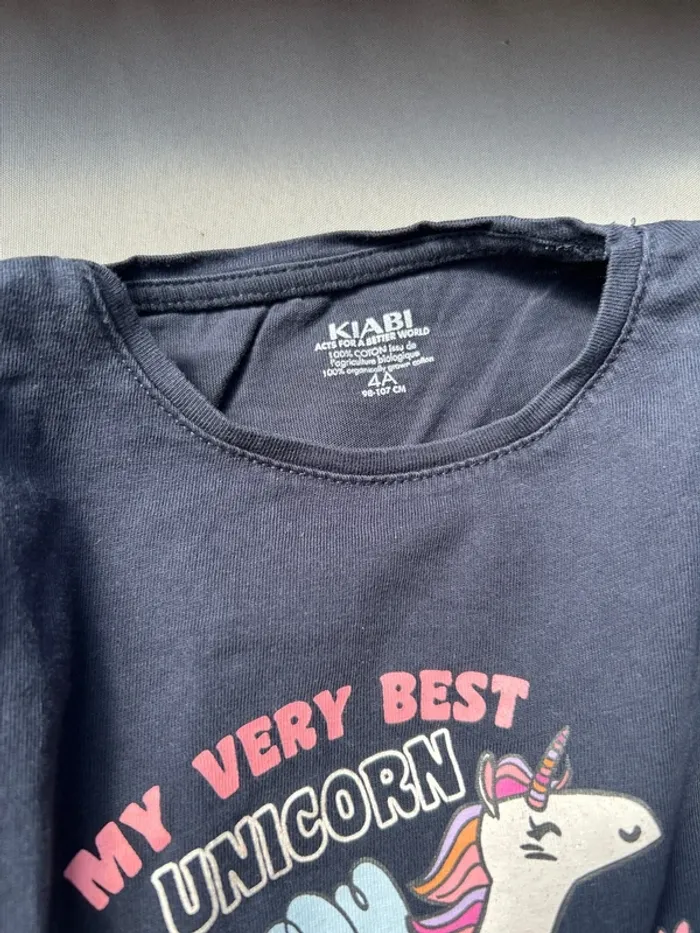 KIABI
ACTS FOR A BETTER WORLD
100% COTON issu de
l'agriculture biologique
100% organically grown cotton
4A
98-107 CM
MY VERY BEST
UNICORN